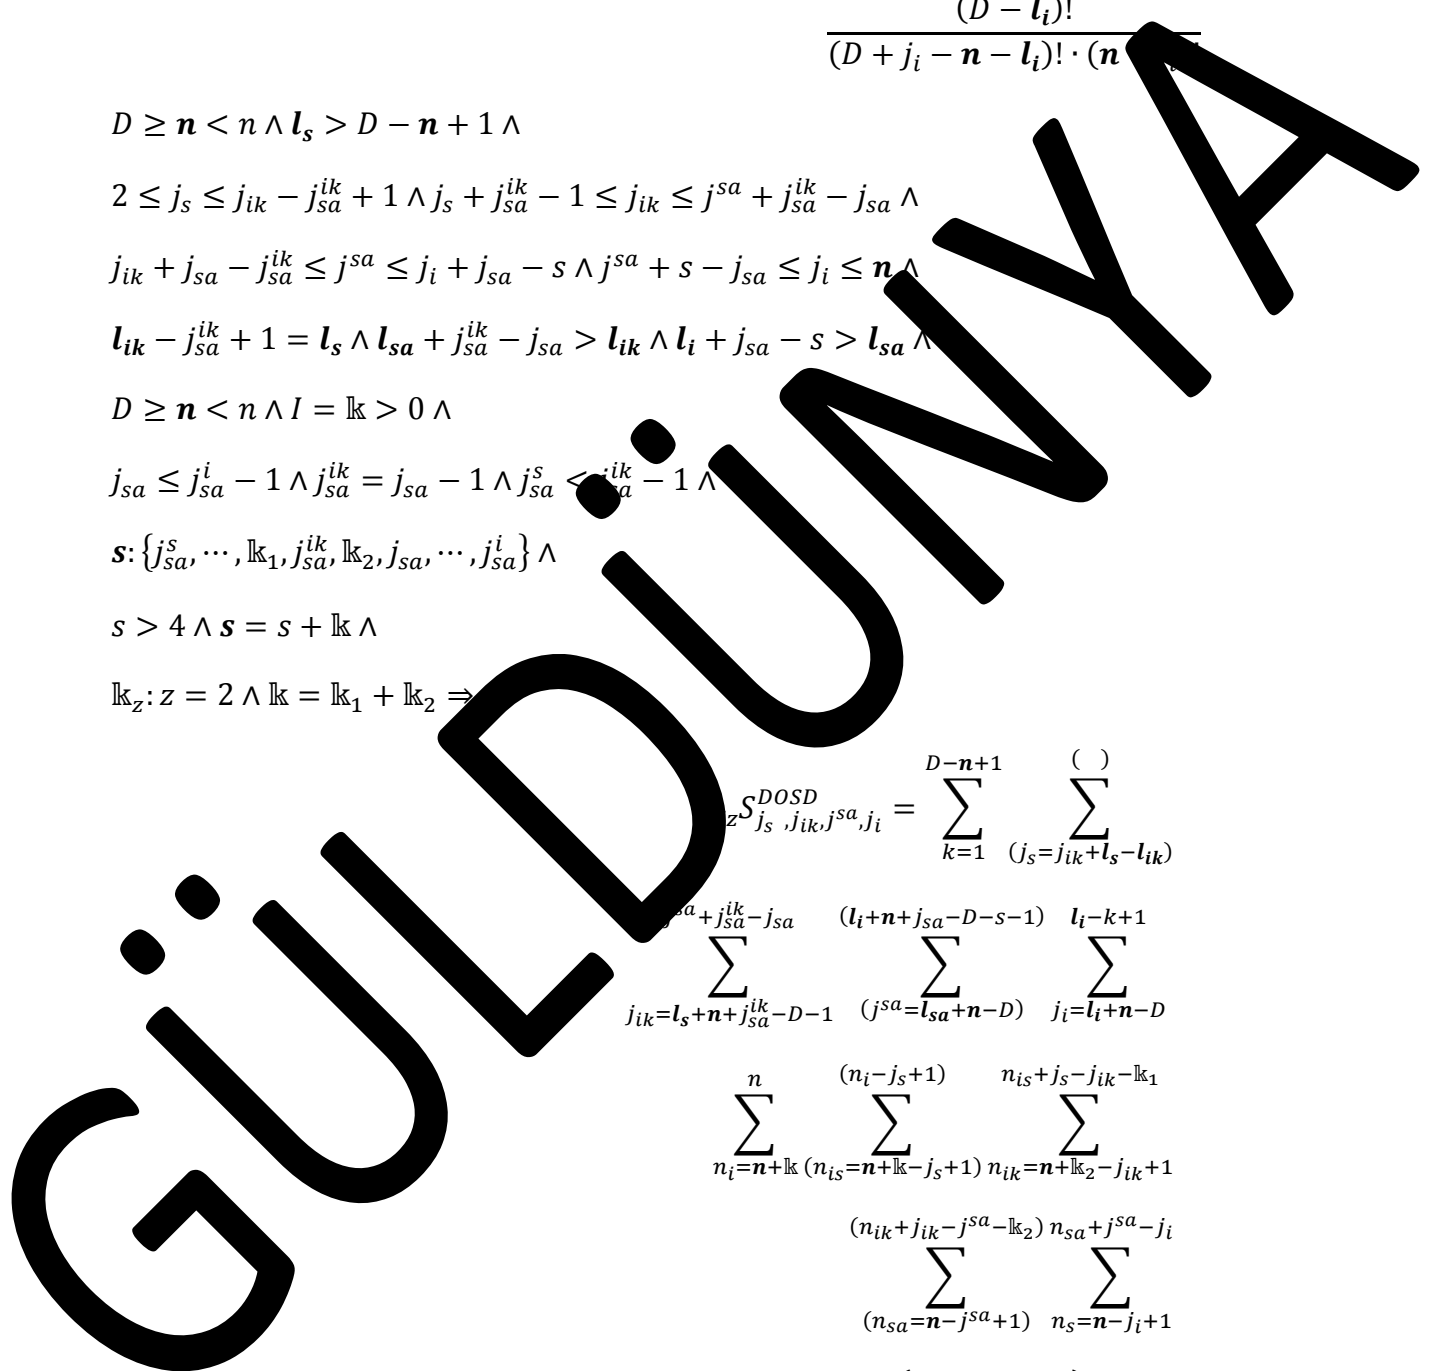 (D − l_i)!
(D + j_i − n − l_i)! · (n
D ≥ n < n ∧ l_s > D − n + 1 ∧
2 ≤ j_s ≤ j_ik − j_sa^ik + 1 ∧ j_s + j_sa^ik − 1 ≤ j_ik ≤ j^sa + j_sa^ik − j_sa ∧
j_ik + j_sa − j_sa^ik ≤ j^sa ≤ j_i + j_sa − s ∧ j^sa + s − j_sa ≤ j_i ≤ n ∧
l_ik − j_sa^ik + 1 = l_s ∧ l_sa + j_sa^ik − j_sa > l_ik ∧ l_i + j_sa − s > l_sa ∧
D ≥ n < n ∧ I = 𝕜 > 0 ∧
j_sa ≤ j_sa^i − 1 ∧ j_sa^ik = j_sa − 1 ∧ j_sa^s < j_sa^ik − 1 ∧
s: {j_sa^s, ⋯ , 𝕜_1, j_sa^ik, 𝕜_2, j_sa, ⋯ , j_sa^i} ∧
s > 4 ∧ s = s + 𝕜 ∧
𝕜_z: z = 2 ∧ 𝕜 = 𝕜_1 + 𝕜_2 ⇒
D−n+1 ( )
z S^DOSD_j_s ,j_ik,j^sa,j_i = ∑ ∑
k=1 (j_s=j_ik+l_s−l_ik)
j^sa+j_sa^ik−j_sa (l_i+n+j_sa−D−s−1) l_i−k+1
∑ ∑ ∑
j_ik=l_s+n+j_sa^ik−D−1 (j^sa=l_sa+n−D) j_i=l_i+n−D
n (n_i−j_s+1) n_is+j_s−j_ik−𝕜_1
∑ ∑ ∑
n_i=n+𝕜 (n_is=n+𝕜−j_s+1) n_ik=n+𝕜_2−j_ik+1
(n_ik+j_ik−j^sa−𝕜_2) n_sa+j^sa−j_i
∑ ∑
(n_sa=n−j^sa+1) n_s=n−j_i+1
GÜLDÜNYA